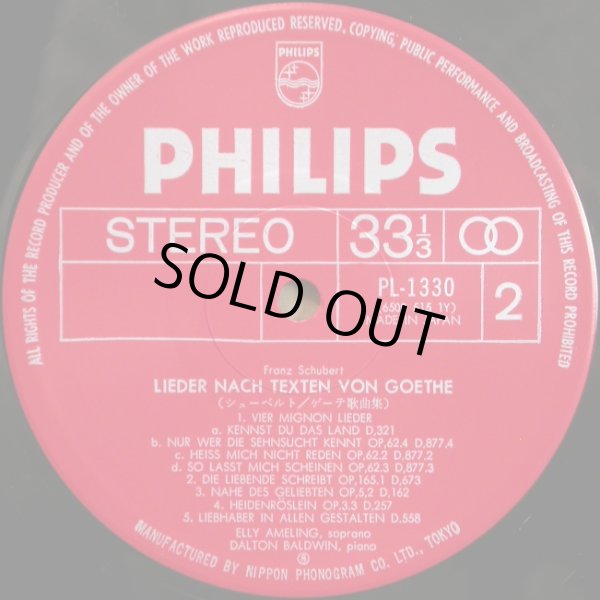 ALL RIGHTS OF THE RECORD PRODUCER AND OF THE OWNER OF THE WORK REPRODUCED RESERVED. COPYING, PUBLIC PERFORMANCE AND BROADCASTING OF THIS RECORD PROHIBITED
PHILIPS
PHILIPS
STEREO 33 1/3
SOLD OUT
PL-1330
MADE IN JAPAN
2
Franz Schubert
LIEDER NACH TEXTEN VON GOETHE
(シューベルト/ゲーテ歌曲集)
1. VIER MIGNON LIEDER
a. KENNST DU DAS LAND D,321
b. NUR WER DIE SEHNSUCHT KENNT OP,62.4 D,877,4
c. HEISS MICH NICHT REDEN OP,62.2 D,877.2
d. SO LASST MICH SCHEINEN OP,62.3 D,877.3
2. DIE LIEBENDE SCHREIBT OP,165.1 D,673
3. NAHE DES GELIEBTEN OP,5,2 D,162
4. HEIDENRÖSLEIN OP.3.3 D.257
5. LIEBHABER IN ALLEN GESTALTEN D.558
ELLY AMELING, soprano
DALTON BALDWIN, piano
MANUFACTURED BY NIPPON PHONOGRAM CO. LTD., TOKYO